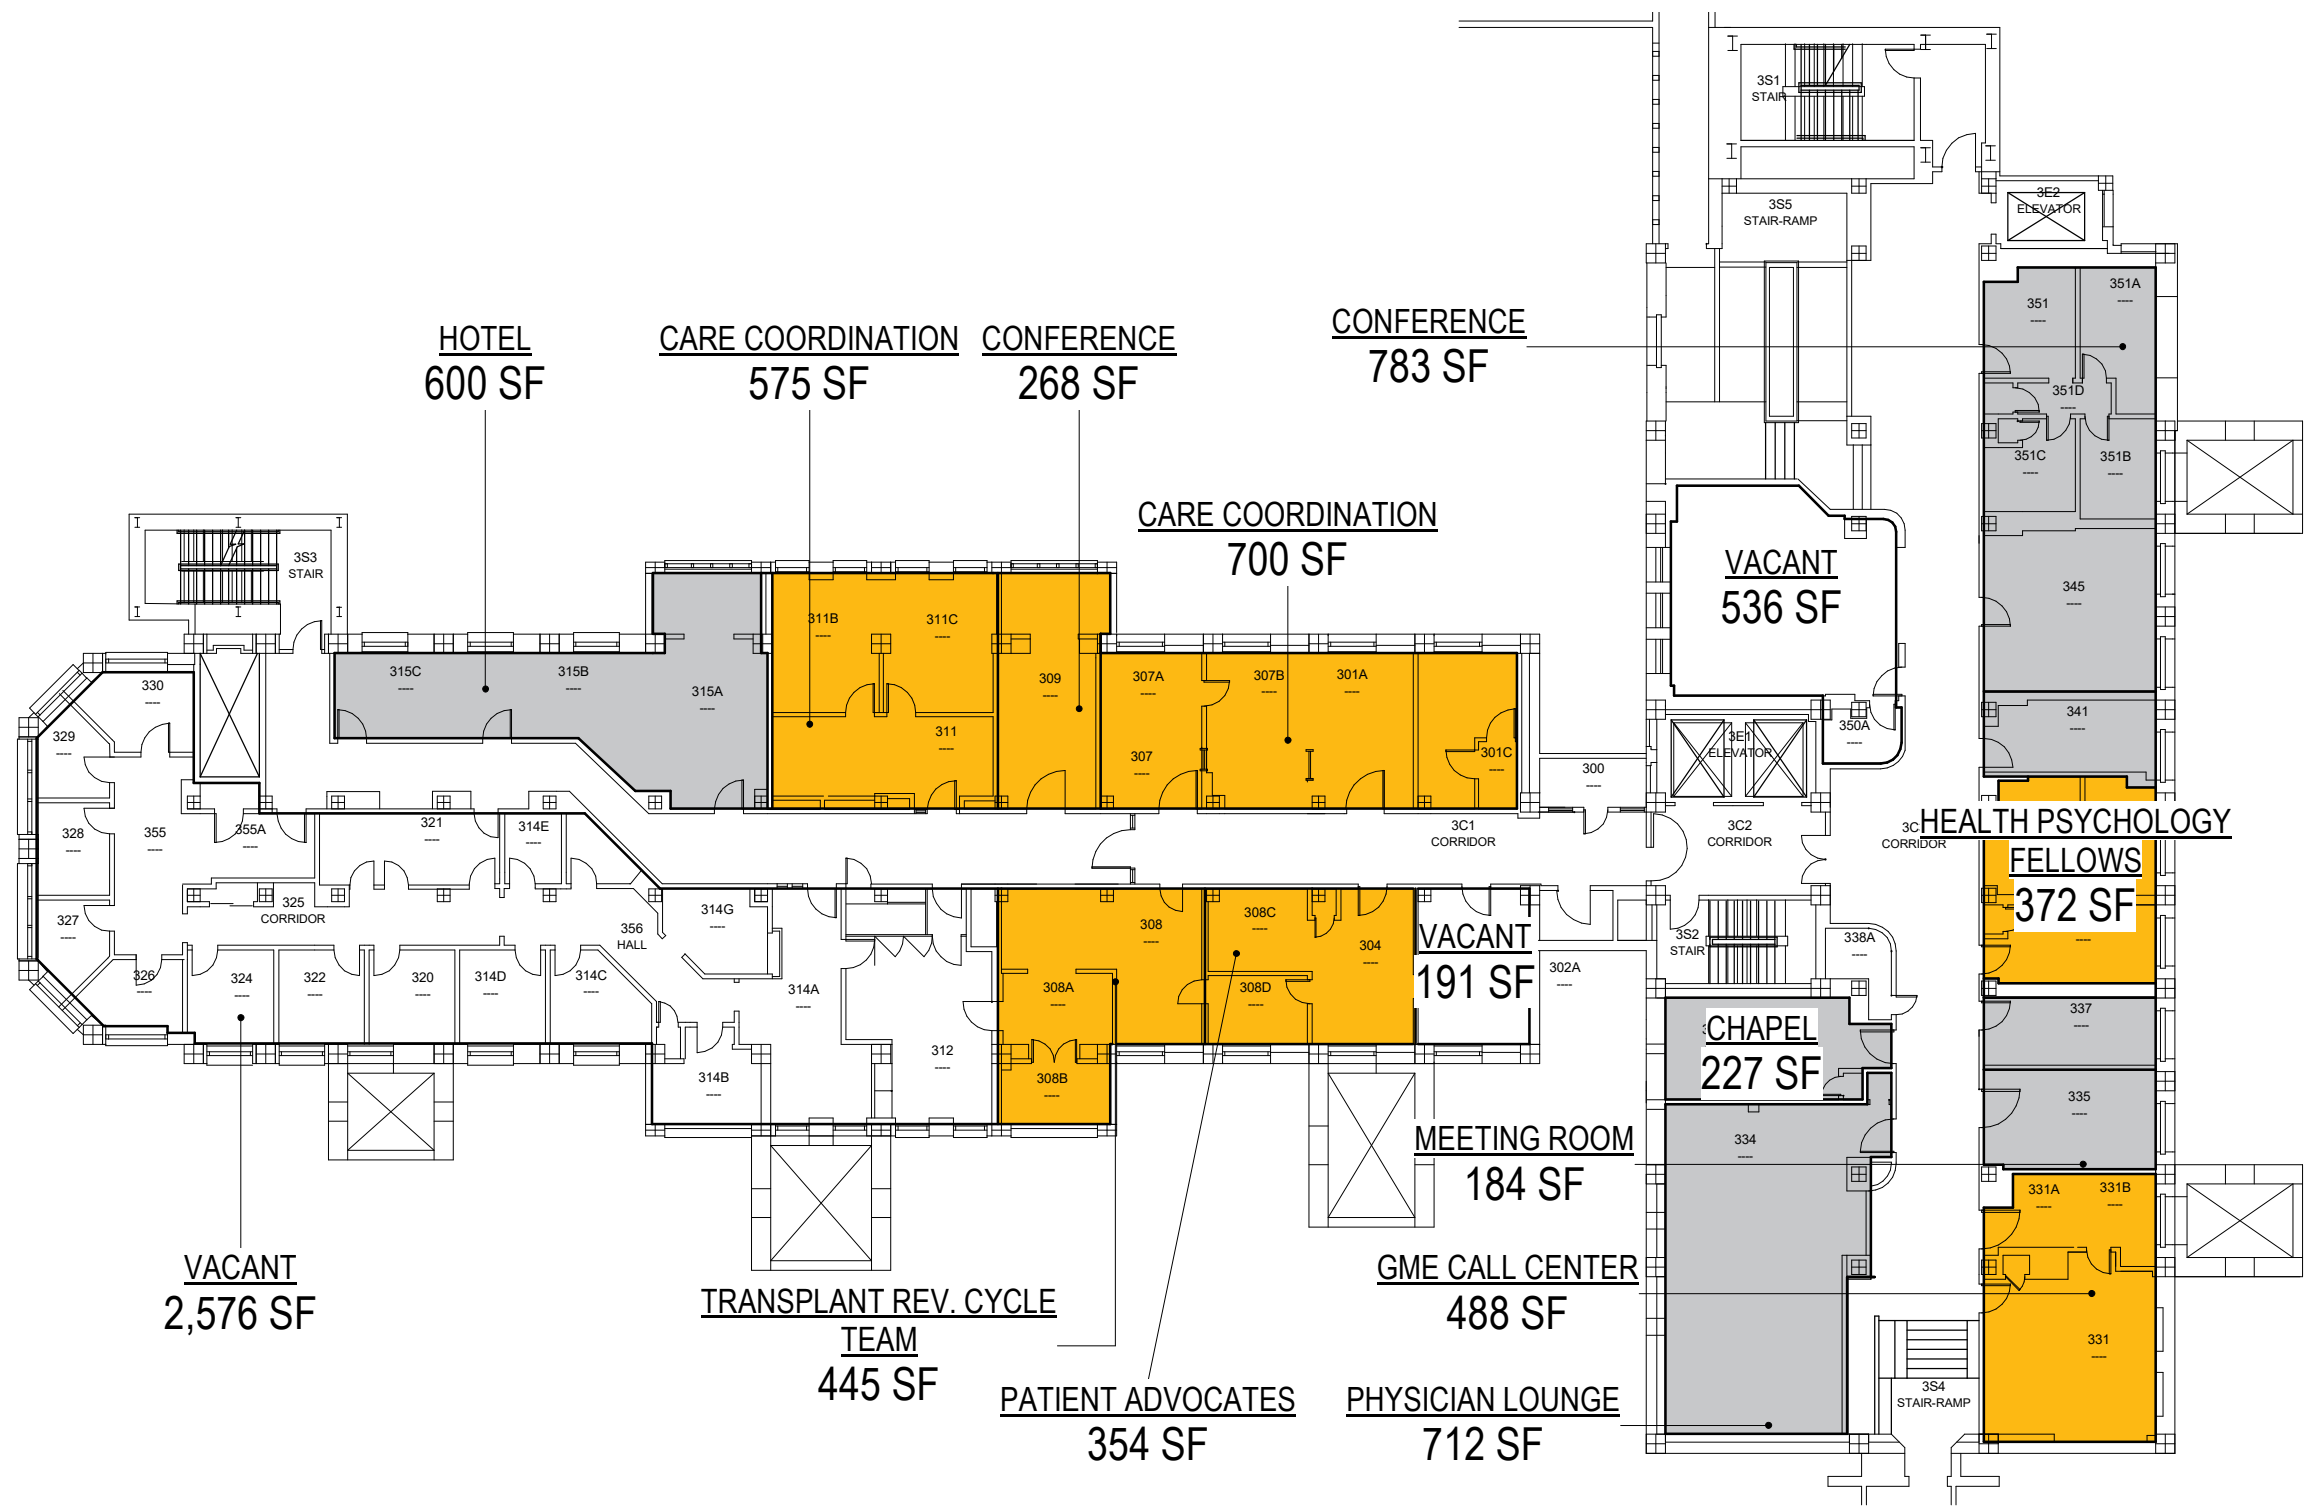 3S1
STAIR
3E2
ELEVATOR
3S5
STAIR-RAMP
351
----
351A
----
HOTEL
600 SF
CARE COORDINATION
575 SF
CONFERENCE
268 SF
CONFERENCE
783 SF
351D
----
351C
----
351B
----
CARE COORDINATION
700 SF
VACANT
536 SF
3S3
STAIR
345
----
311B
----
311C
----
315C
----
315B
----
315A
----
309
----
307A
----
307B
----
301A
----
330
----
329
----
311
----
307
----
301C
----
341
----
350A
----
3E1
ELEVATOR
300
----
328
----
355
----
355A
321
----
314E
----
3C1
CORRIDOR
3C2
CORRIDOR
3C
CORRIDOR
HEALTH PSYCHOLOGY
FELLOWS
372 SF
----
327
----
325
CORRIDOR
356
HALL
314G
----
308
----
308C
----
304
----
VACANT
191 SF
3S2
STAIR
338A
----
302A
----
326
----
324
----
322
----
320
----
314D
----
314C
----
314A
----
308A
----
308D
----
337
----
CHAPEL
227 SF
312
----
314B
----
308B
----
335
----
334
----
MEETING ROOM
184 SF
331A
----
331B
----
VACANT
2,576 SF
TRANSPLANT REV. CYCLE
TEAM
445 SF
GME CALL CENTER
488 SF
331
----
PATIENT ADVOCATES
354 SF
PHYSICIAN LOUNGE
712 SF
3S4
STAIR-RAMP